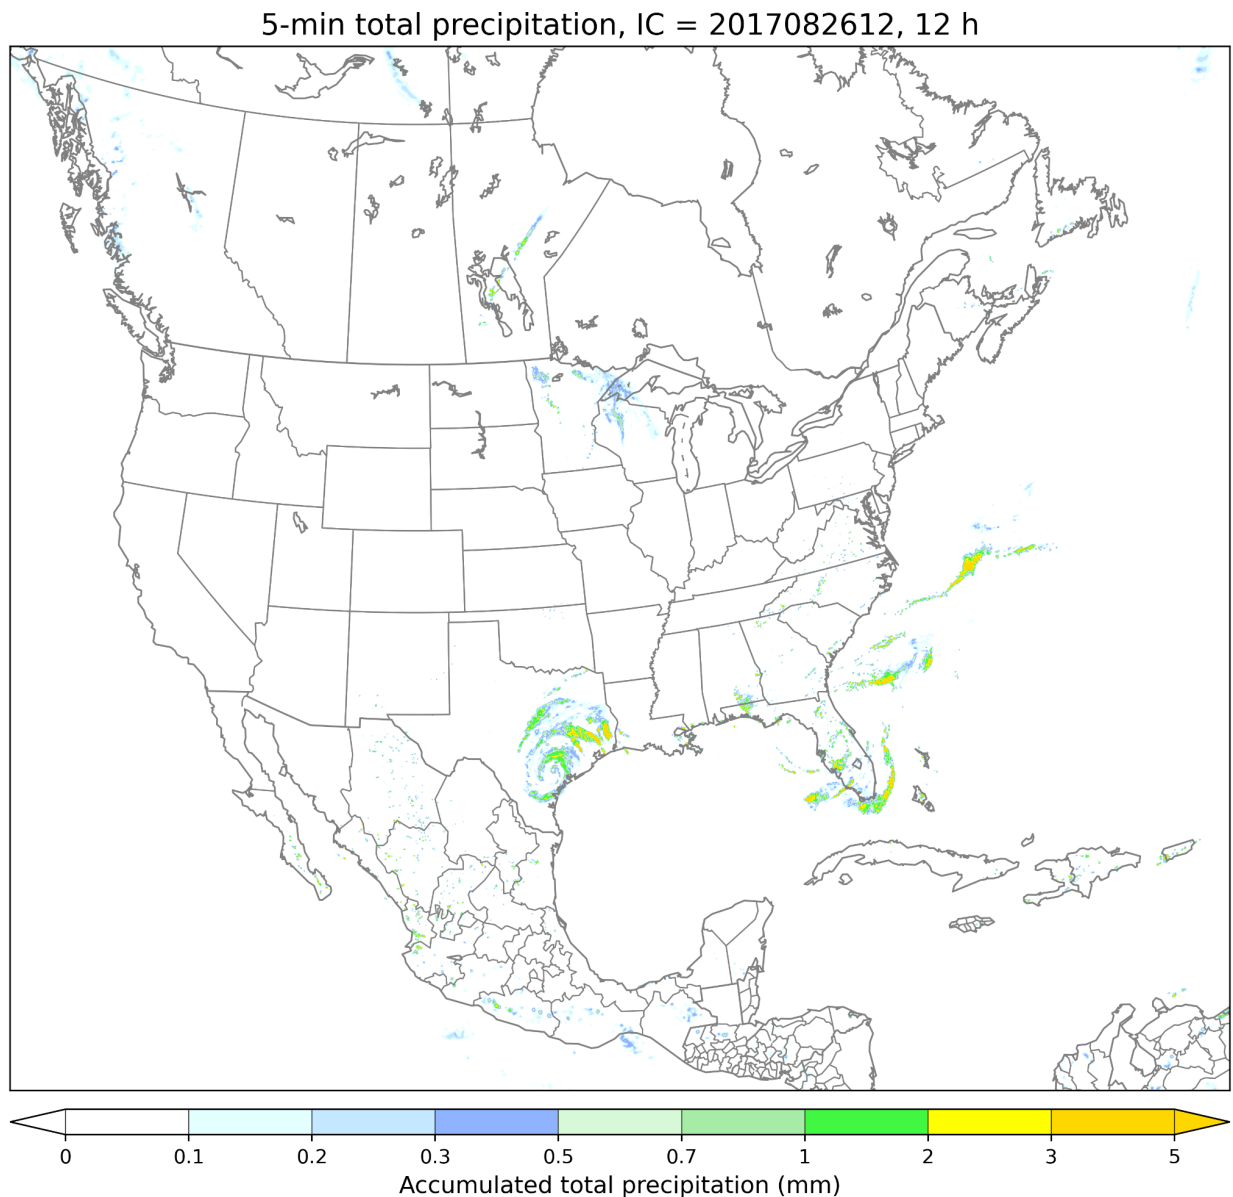 5-min total precipitation, IC = 2017082612, 12 h
0 0.1 0.2 0.3 0.5 0.7 1 2 3 5
Accumulated total precipitation (mm)